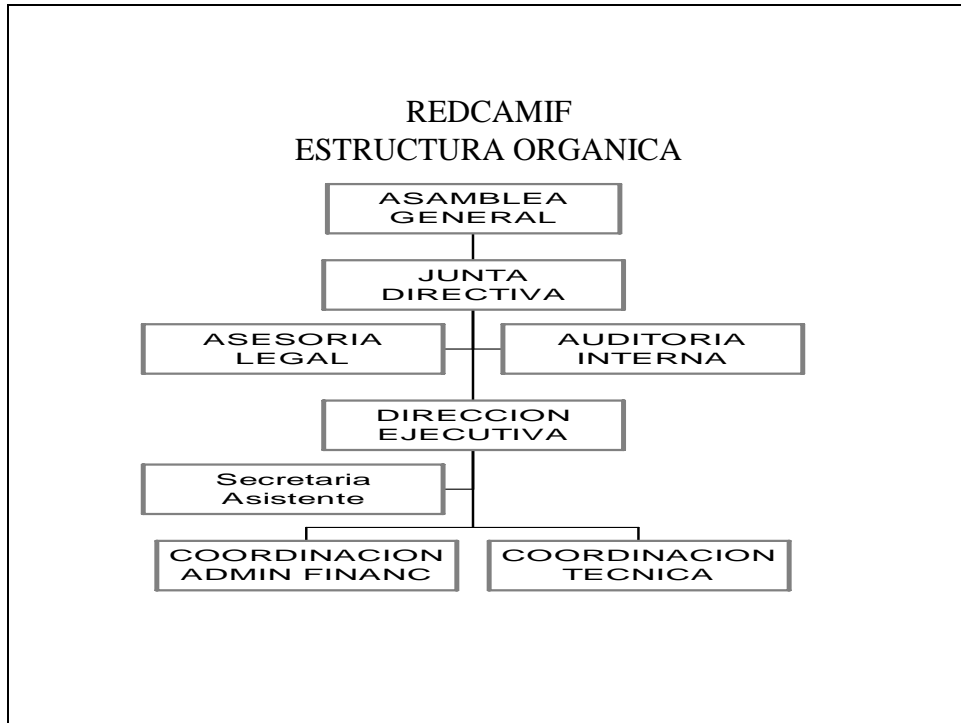 REDCAMIF
ESTRUCTURA ORGANICA
ASAMBLEA
GENERAL
JUNTA
DIRECTIVA
ASESORIA
LEGAL
AUDITORIA
INTERNA
DIRECCION
EJECUTIVA
Secretaria
Asistente
COORDINACION
ADMIN FINANC
COORDINACION
TECNICA